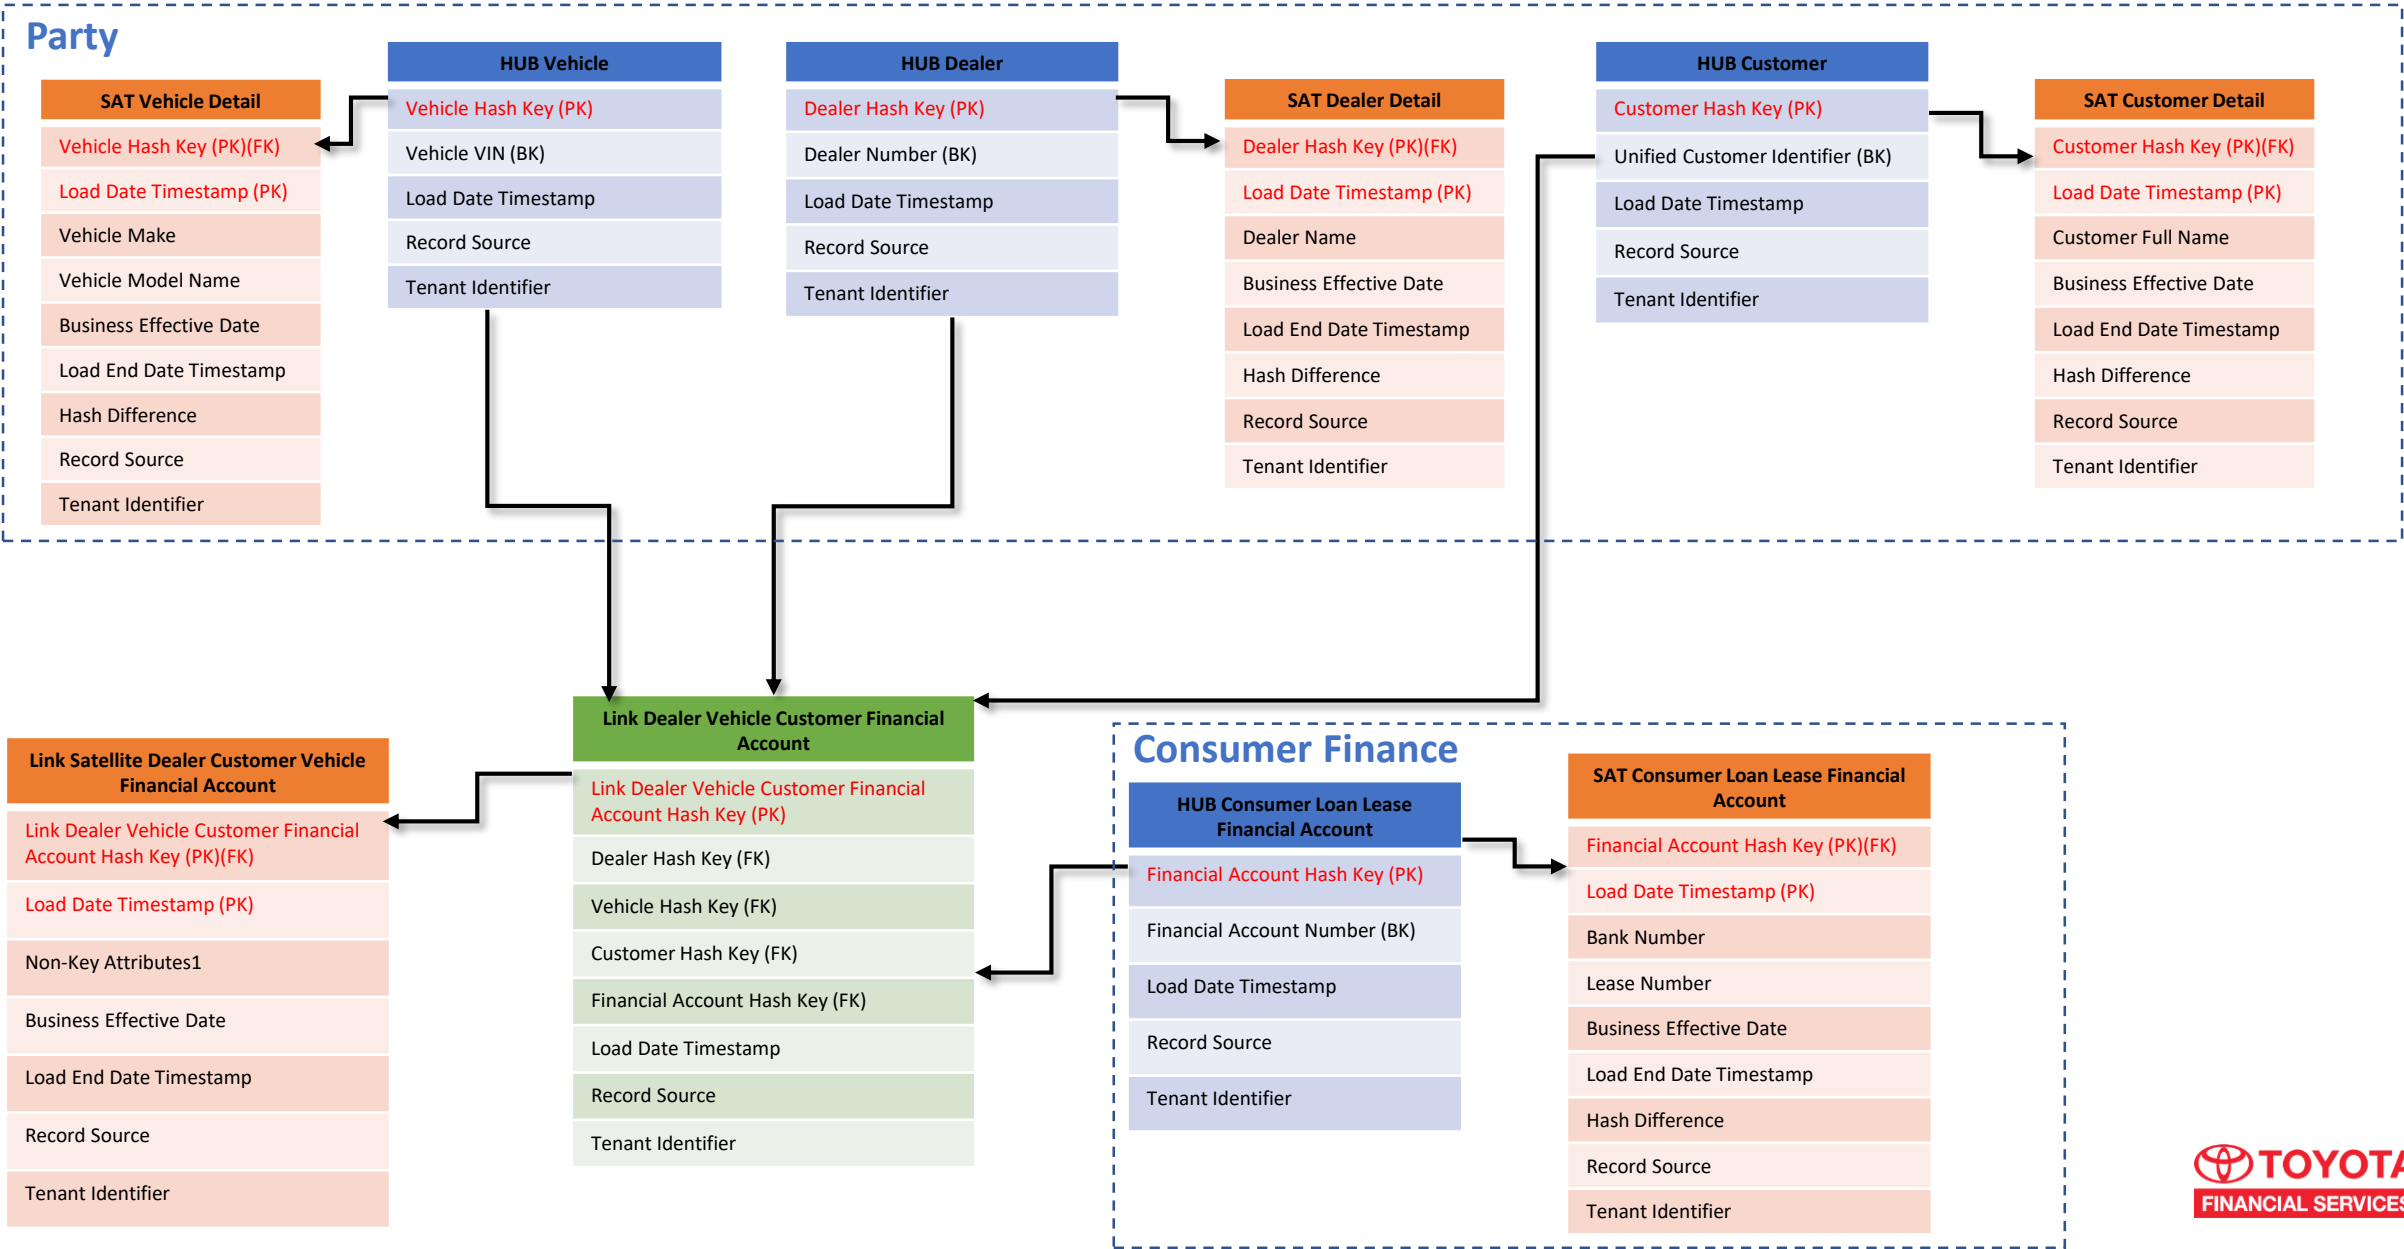 Party
SAT Vehicle Detail
Vehicle Hash Key (PK)(FK)
Load Date Timestamp (PK)
Vehicle Make
Vehicle Model Name
Business Effective Date
Load End Date Timestamp
Hash Difference
Record Source
Tenant Identifier
HUB Vehicle
Vehicle Hash Key (PK)
Vehicle VIN (BK)
Load Date Timestamp
Record Source
Tenant Identifier
HUB Dealer
Dealer Hash Key (PK)
Dealer Number (BK)
Load Date Timestamp
Record Source
Tenant Identifier
SAT Dealer Detail
Dealer Hash Key (PK)(FK)
Load Date Timestamp (PK)
Dealer Name
Business Effective Date
Load End Date Timestamp
Hash Difference
Record Source
Tenant Identifier
HUB Customer
Customer Hash Key (PK)
Unified Customer Identifier (BK)
Load Date Timestamp
Record Source
Tenant Identifier
SAT Customer Detail
Customer Hash Key (PK)(FK)
Load Date Timestamp (PK)
Customer Full Name
Business Effective Date
Load End Date Timestamp
Hash Difference
Record Source
Tenant Identifier
Link Satellite Dealer Customer Vehicle
Financial Account
Link Dealer Vehicle Customer Financial
Account Hash Key (PK)(FK)
Load Date Timestamp (PK)
Non-Key Attributes1
Business Effective Date
Load End Date Timestamp
Record Source
Tenant Identifier
Link Dealer Vehicle Customer Financial
Account
Link Dealer Vehicle Customer Financial
Account Hash Key (PK)
Dealer Hash Key (FK)
Vehicle Hash Key (FK)
Customer Hash Key (FK)
Financial Account Hash Key (FK)
Load Date Timestamp
Record Source
Tenant Identifier
Consumer Finance
HUB Consumer Loan Lease
Financial Account
Financial Account Hash Key (PK)
Financial Account Number (BK)
Load Date Timestamp
Record Source
Tenant Identifier
SAT Consumer Loan Lease Financial
Account
Financial Account Hash Key (PK)(FK)
Load Date Timestamp (PK)
Bank Number
Lease Number
Business Effective Date
Load End Date Timestamp
Hash Difference
Record Source
Tenant Identifier
TOYOTA
FINANCIAL SERVICES